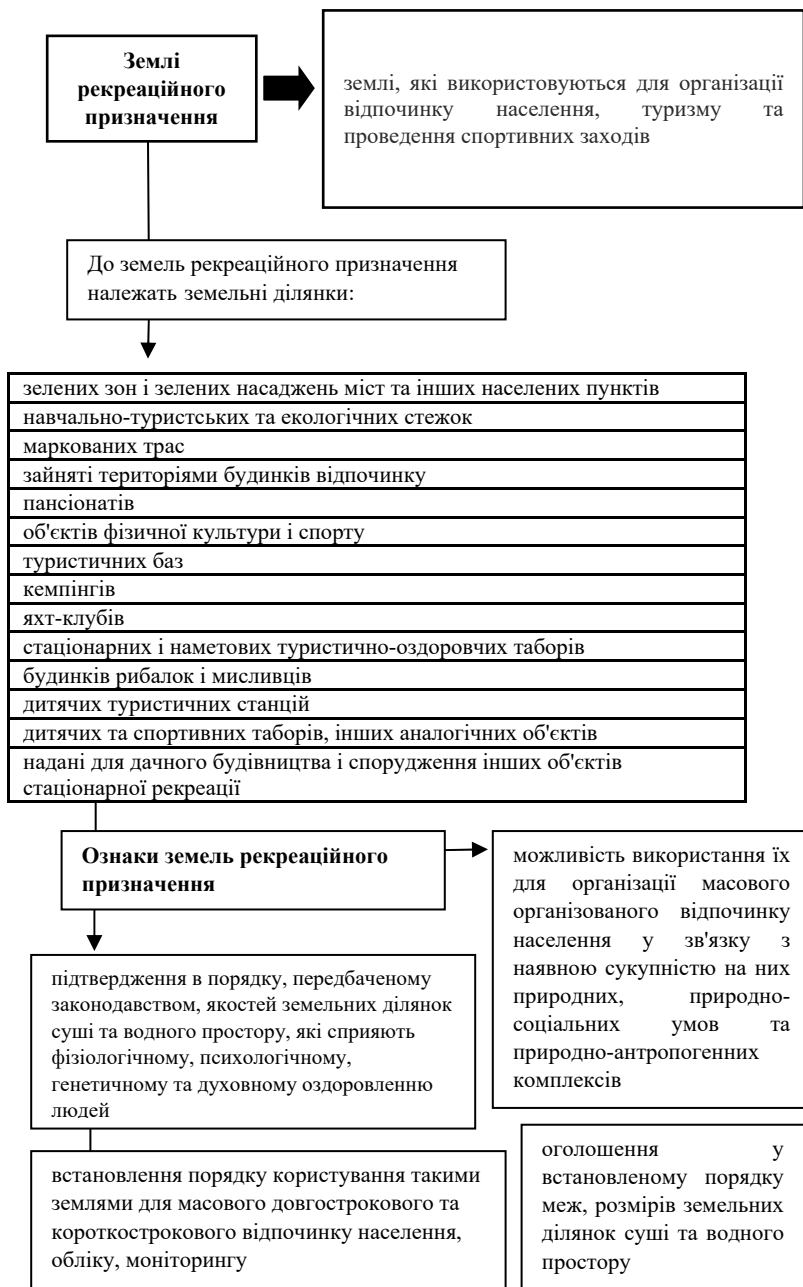 Землі
рекреаційного
призначення
землі, які використовуються для організації
відпочинку населення, туризму та
проведення спортивних заходів
До земель рекреаційного призначення
належать земельні ділянки:
зелених зон і зелених насаджень міст та інших населених пунктів
навчально-туристських та екологічних стежок
маркованих трас
зайняті територіями будинків відпочинку
пансіонатів
об'єктів фізичної культури і спорту
туристичних баз
кемпінгів
яхт-клубів
стаціонарних і наметових туристично-оздоровчих таборів
будинків рибалок і мисливців
дитячих туристичних станцій
дитячих та спортивних таборів, інших аналогічних об'єктів
надані для дачного будівництва і спорудження інших об'єктів
стаціонарної рекреації
Ознаки земель рекреаційного
призначення
можливість використання їх
для організації масового
організованого відпочинку
населення у зв'язку з
наявною сукупністю на них
природних, природно-
соціальних умов та
природно-антропогенних
комплексів
підтвердження в порядку, передбаченому
законодавством, якостей земельних ділянок
суші та водного простору, які сприяють
фізіологічному, психологічному,
генетичному та духовному оздоровленню
людей
встановлення порядку користування такими
землями для масового довгострокового та
короткострокового відпочинку населення,
обліку, моніторингу
оголошення у
встановленому порядку
меж, розмірів земельних
ділянок суші та водного
простору